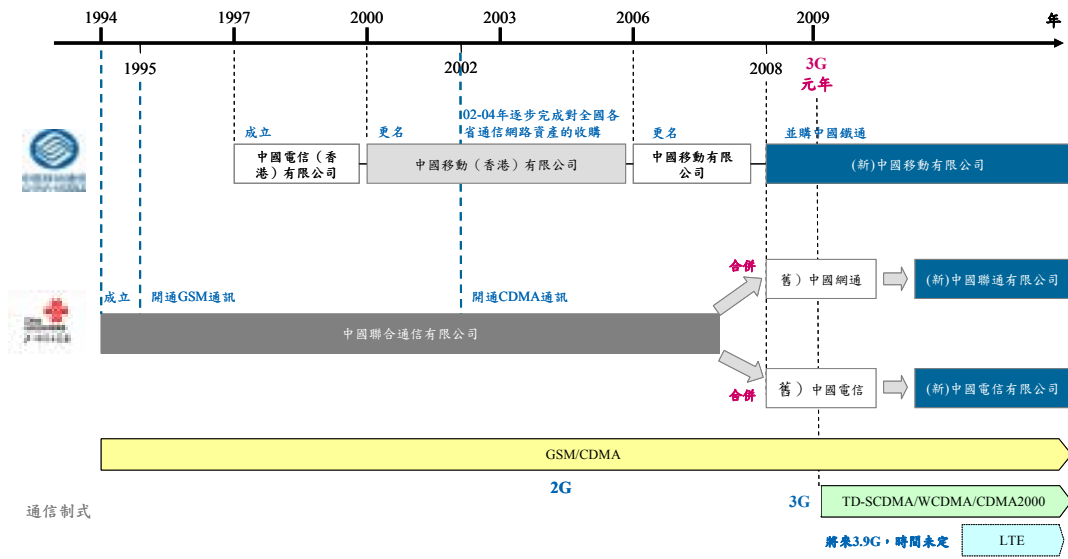 1994
1997
2000
2003
2006
2009
年
1995
2002
2008
3G
元年
成立
更名
02-04年逐步完成對全國各
省通信網路資產的收購
更名
並購中國鐵通
中國電信（香
港）有限公司
中國移動（香港）有限公司
中國移動有限
公司
(新)中國移動有限公司
合併
舊）中國網通
(新)中國聯通有限公司
成立
開通GSM通訊
開通CDMA通訊
中國聯合通信有限公司
合併
舊）中國電信
(新)中國電信有限公司
GSM/CDMA
2G
通信制式
3G
TD-SCDMA/WCDMA/CDMA2000
將來3.9G，時間未定
LTE